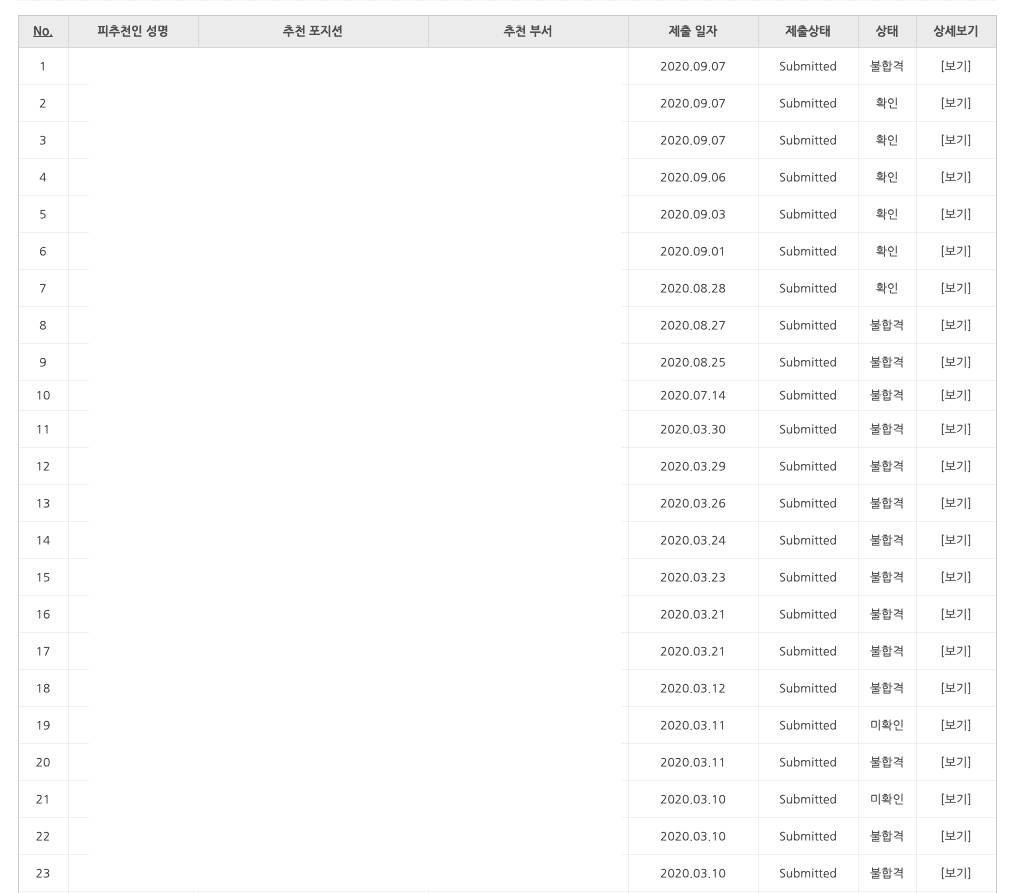 No. 피추천인 성명 추천 포지션 추천 부서 제출 일자 제출상태 상태 상세보기
1 2020.09.07 Submitted 불합격 [보기]
2 2020.09.07 Submitted 확인 [보기]
3 2020.09.07 Submitted 확인 [보기]
4 2020.09.06 Submitted 확인 [보기]
5 2020.09.03 Submitted 확인 [보기]
6 2020.09.01 Submitted 확인 [보기]
7 2020.08.28 Submitted 확인 [보기]
8 2020.08.27 Submitted 불합격 [보기]
9 2020.08.25 Submitted 불합격 [보기]
10 2020.07.14 Submitted 불합격 [보기]
11 2020.03.30 Submitted 불합격 [보기]
12 2020.03.29 Submitted 불합격 [보기]
13 2020.03.26 Submitted 불합격 [보기]
14 2020.03.24 Submitted 불합격 [보기]
15 2020.03.23 Submitted 불합격 [보기]
16 2020.03.21 Submitted 불합격 [보기]
17 2020.03.21 Submitted 불합격 [보기]
18 2020.03.12 Submitted 불합격 [보기]
19 2020.03.11 Submitted 미확인 [보기]
20 2020.03.11 Submitted 불합격 [보기]
21 2020.03.10 Submitted 미확인 [보기]
22 2020.03.10 Submitted 불합격 [보기]
23 2020.03.10 Submitted 불합격 [보기]